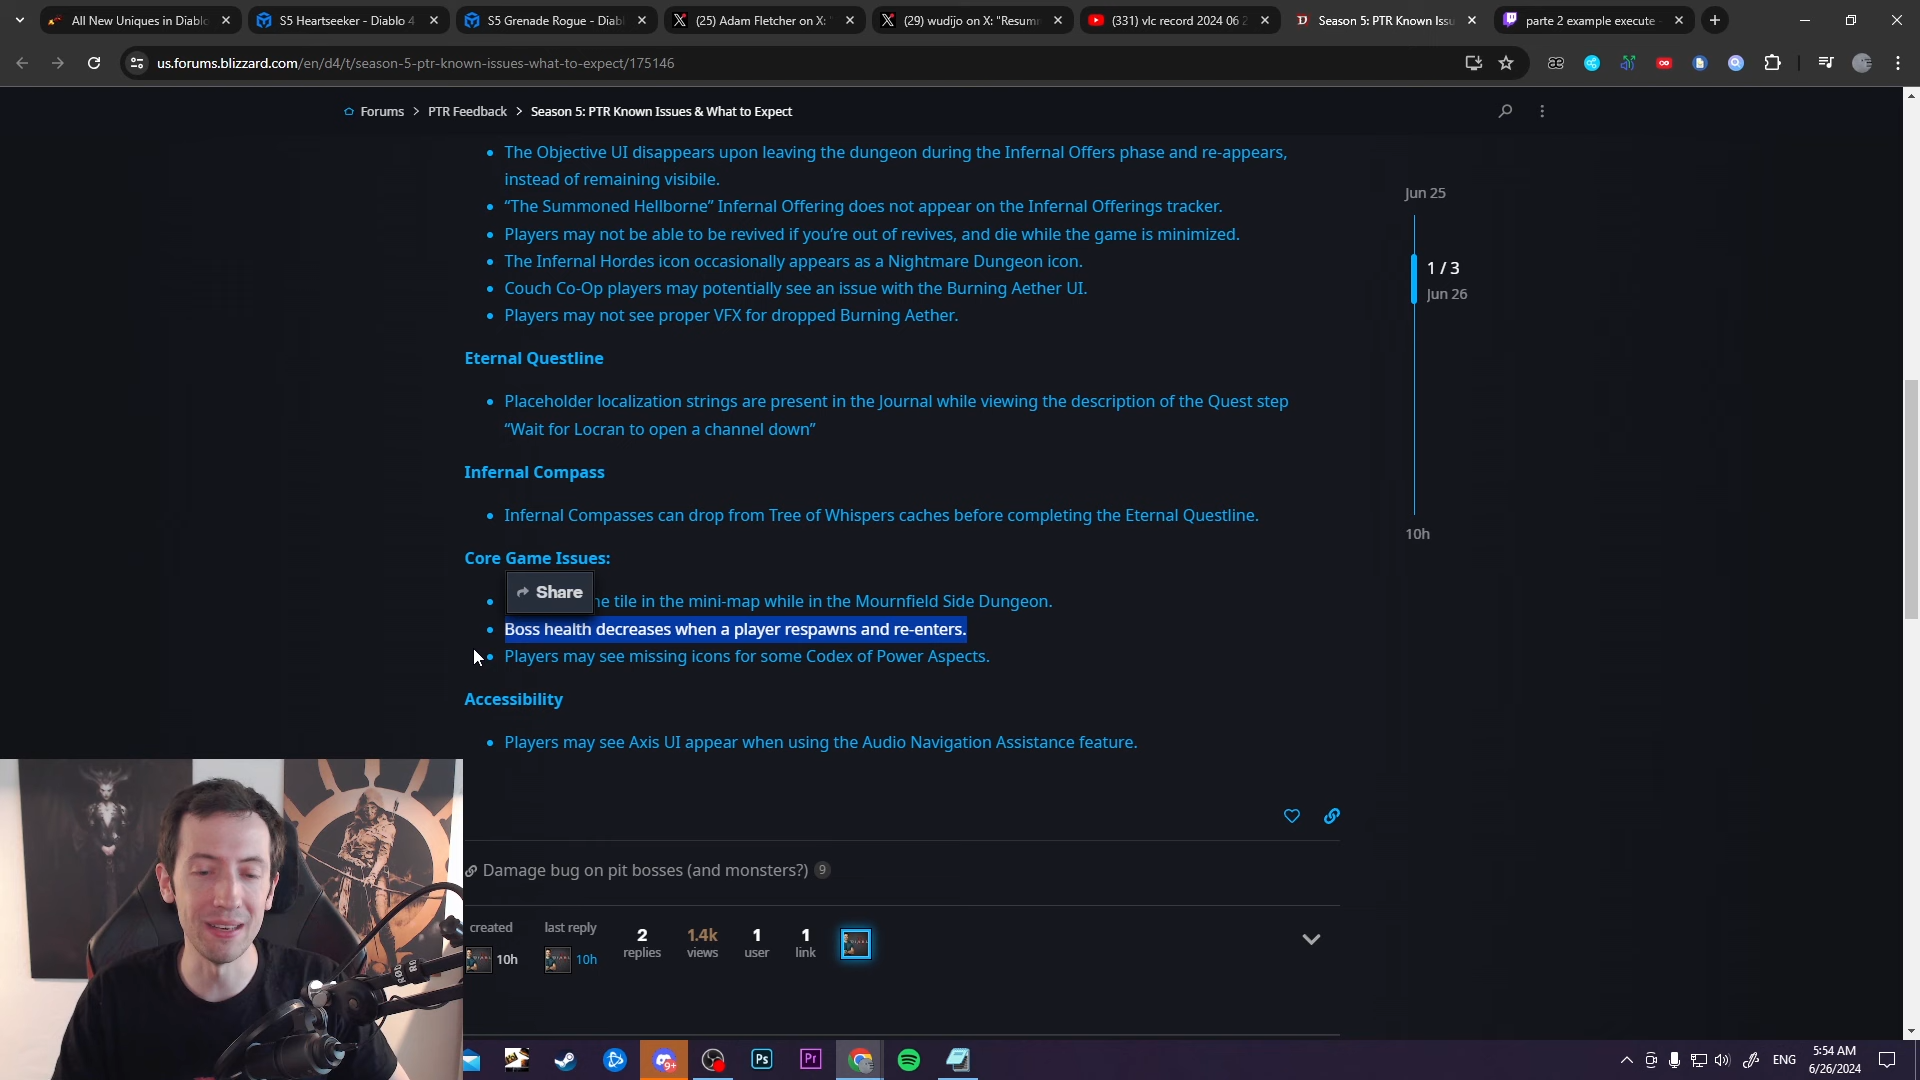 All New Uniques in Diablo
S5 Heartseeker - Diablo 4
S5 Grenade Rogue - Diabl
(25) Adam Fletcher on X: "
(29) wudijo on X: "Resumn
(331) vlc record 2024 06 2
Season 5: PTR Known Issu
parte 2 example execute
us.forums.blizzard.com/en/d4/t/season-5-ptr-known-issues-what-to-expect/175146
Forums > PTR Feedback > Season 5: PTR Known Issues & What to Expect
The Objective UI disappears upon leaving the dungeon during the Infernal Offers phase and re-appears,
instead of remaining visibile.
“The Summoned Hellborne” Infernal Offering does not appear on the Infernal Offerings tracker.
Players may not be able to be revived if you’re out of revives, and die while the game is minimized.
The Infernal Hordes icon occasionally appears as a Nightmare Dungeon icon.
Couch Co-Op players may potentially see an issue with the Burning Aether UI.
Players may not see proper VFX for dropped Burning Aether.
Jun 25
1 / 3
Jun 26
10h
Eternal Questline
Placeholder localization strings are present in the Journal while viewing the description of the Quest step
“Wait for Locran to open a channel down”
Infernal Compass
Infernal Compasses can drop from Tree of Whispers caches before completing the Eternal Questline.
Core Game Issues:
Share
ne tile in the mini-map while in the Mournfield Side Dungeon.
Boss health decreases when a player respawns and re-enters.
Players may see missing icons for some Codex of Power Aspects.
Accessibility
Players may see Axis UI appear when using the Audio Navigation Assistance feature.
Damage bug on pit bosses (and monsters?) 9
created
last reply
2
1.4k
1
1
10h
10h
replies
views
user
link
RØD
9+
Ps
Pr
ENG
5:54 AM
6/26/2024